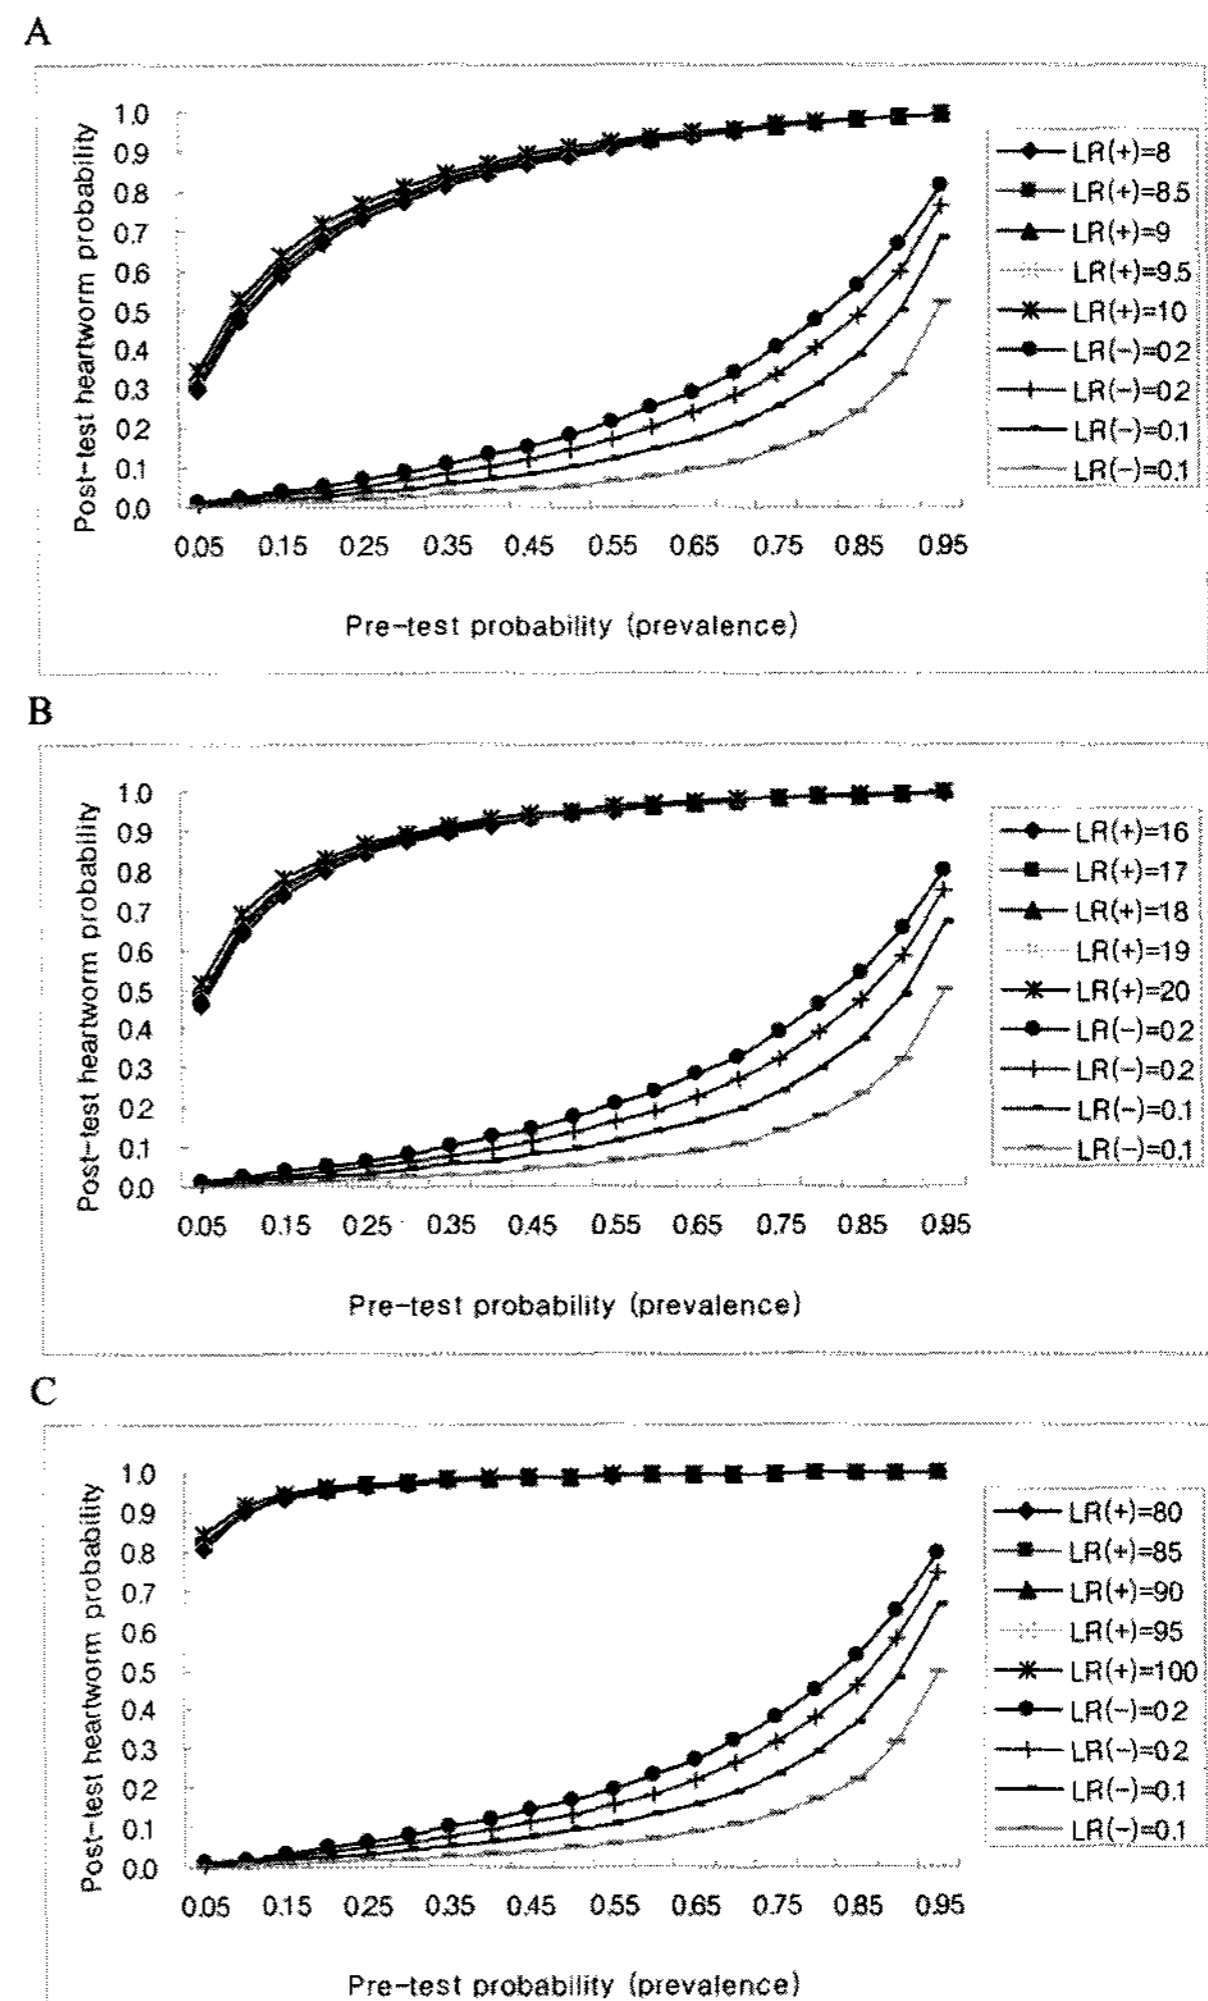 A
Post-test heartworm probability
1.0
0.9
0.8
0.7
0.6
0.5
0.4
0.3
0.2
0.1
0.0
0.05 0.15 0.25 0.35 0.45 0.55 0.65 0.75 0.85 0.95
Pre-test probability (prevalence)
LR(+)=8
LR(+)=8.5
LR(+)=9
LR(+)=9.5
LR(+)=10
LR(-)=0.2
LR(-)=0.2
LR(-)=0.1
LR(-)=0.1
B
Post-test heartworm probability
1.0
0.9
0.8
0.7
0.6
0.5
0.4
0.3
0.2
0.1
0.0
0.05 0.15 0.25 0.35 0.45 0.55 0.65 0.75 0.85 0.95
Pre-test probability (prevalence)
LR(+)=16
LR(+)=17
LR(+)=18
LR(+)=19
LR(+)=20
LR(-)=0.2
LR(-)=0.2
LR(-)=0.1
LR(-)=0.1
C
Post-test heartworm probability
1.0
0.9
0.8
0.7
0.6
0.5
0.4
0.3
0.2
0.1
0.0
0.05 0.15 0.25 0.35 0.45 0.55 0.65 0.75 0.85 0.95
Pre-test probability (prevalence)
LR(+)=80
LR(+)=85
LR(+)=90
LR(+)=95
LR(+)=100
LR(-)=0.2
LR(-)=0.2
LR(-)=0.1
LR(-)=0.1